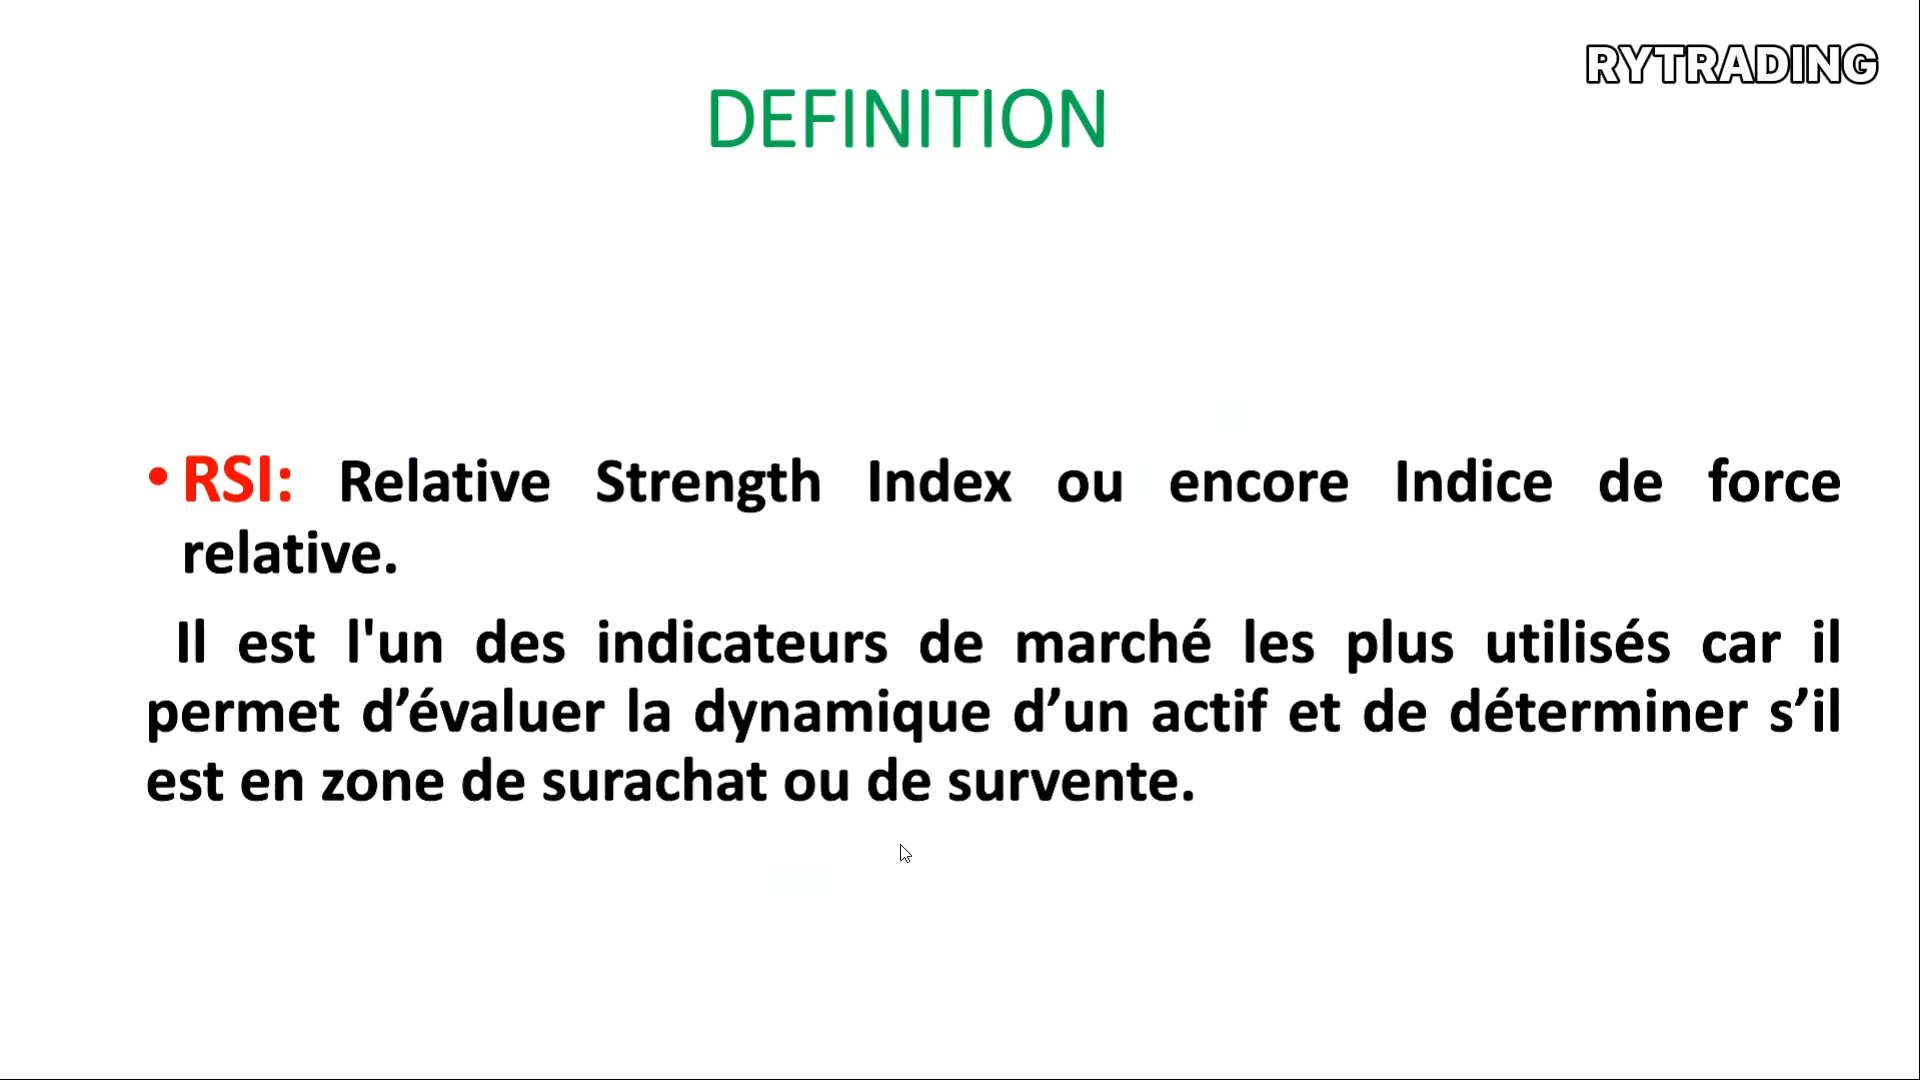 RYTRADING
DEFINITION
• RSI: Relative Strength Index ou encore Indice de force
relative.
Il est l'un des indicateurs de marché les plus utilisés car il
permet d’évaluer la dynamique d’un actif et de déterminer s’il
est en zone de surachat ou de survente.